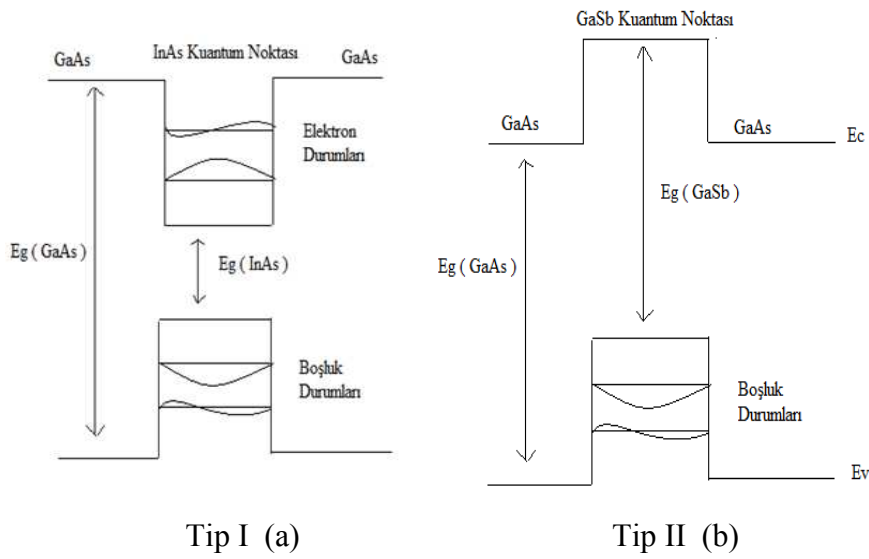 GaAs
InAs Kuantum Noktası
GaAs
Elektron
Durumları
Eg ( GaAs )
Eg ( InAs )
Boşluk
Durumları
Tip I (a)
GaSb Kuantum Noktası
GaAs
GaAs
Ec
Eg ( GaSb )
Eg ( GaAs )
Boşluk
Durumları
Ev
Tip II (b)